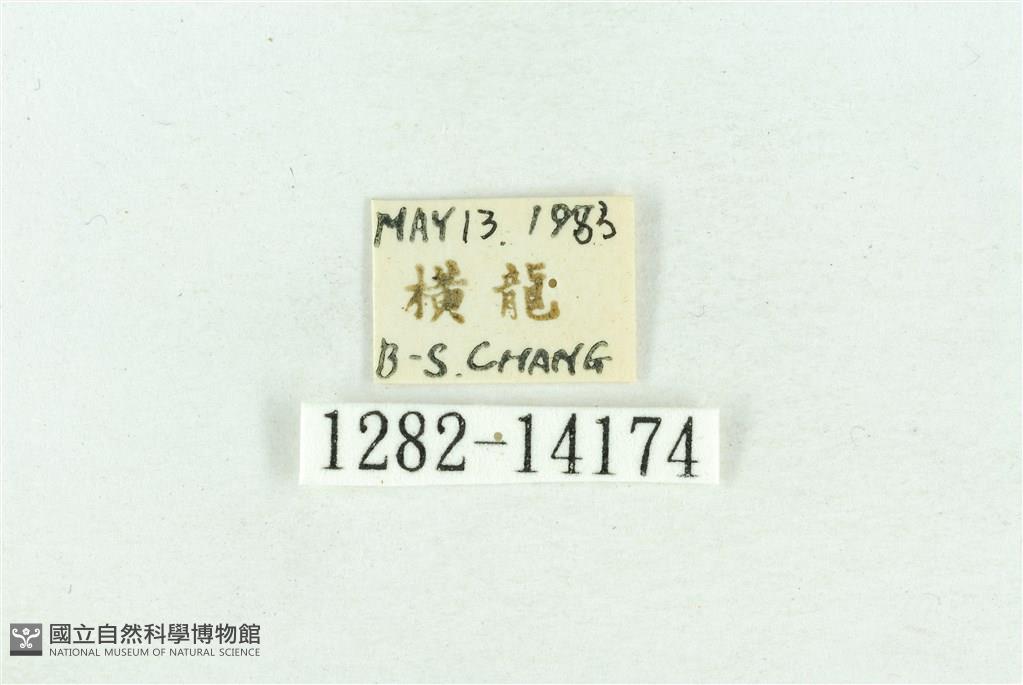 MAY 13. 1983
橫龍
B-S. CHANG
1282-14174
國立自然科學博物館
NATIONAL MUSEUM OF NATURAL SCIENCE